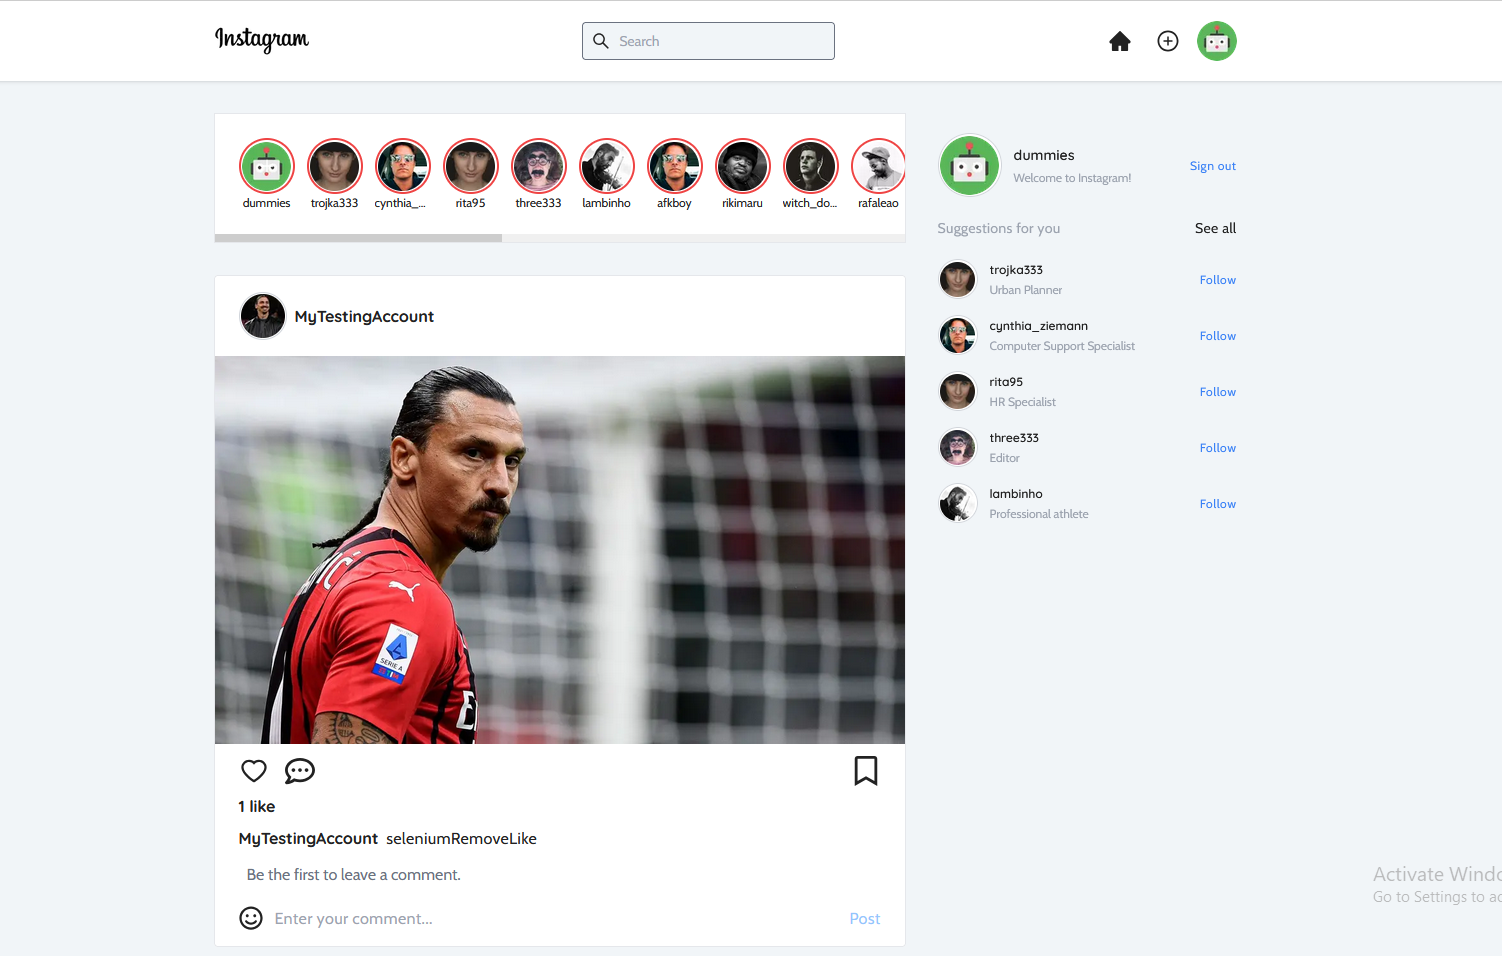 Instagram
Search
dummies
trojka333
cynthia_...
rita95
three333
lambinho
afkboy
rikimaru
witch_do...
rafaleao
dummies
Welcome to Instagram!
Sign out
Suggestions for you
See all
trojka333
Urban Planner
Follow
cynthia_ziemann
Computer Support Specialist
Follow
rita95
HR Specialist
Follow
three333
Editor
Follow
lambinho
Professional athlete
Follow
MyTestingAccount
SERIE A
1 like
MyTestingAccount seleniumRemoveLike
Be the first to leave a comment.
Enter your comment...
Post
Activate Windo
Go to Settings to ac